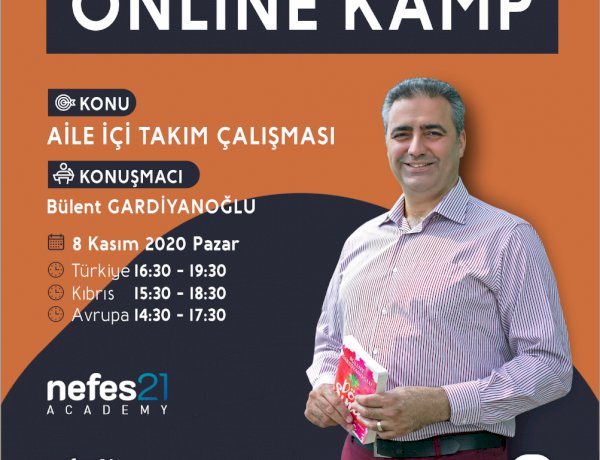 ONLINE KAMP
KONU
AİLE İÇİ TAKIM ÇALIŞMASI
KONUŞMACI
Bülent GARDİYANOĞLU
8 Kasım 2020 Pazar
Türkiye 16:30 - 19:30
Kıbrıs 15:30 - 18:30
Avrupa 14:30 - 17:30
nefes21
ACADEMY